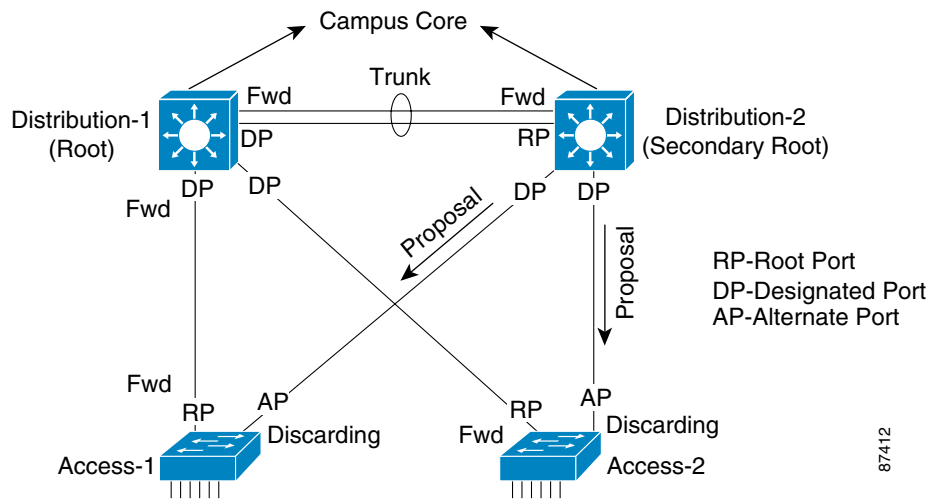 Campus Core
Trunk
Fwd
Fwd
Distribution-1
(Root)
DP
RP
Distribution-2
(Secondary Root)
DP
DP
Fwd
DP
DP
Proposal
Proposal
RP-Root Port
DP-Designated Port
AP-Alternate Port
Fwd
RP
AP
Discarding
RP
Fwd
AP
Discarding
Access-1
Access-2
87412